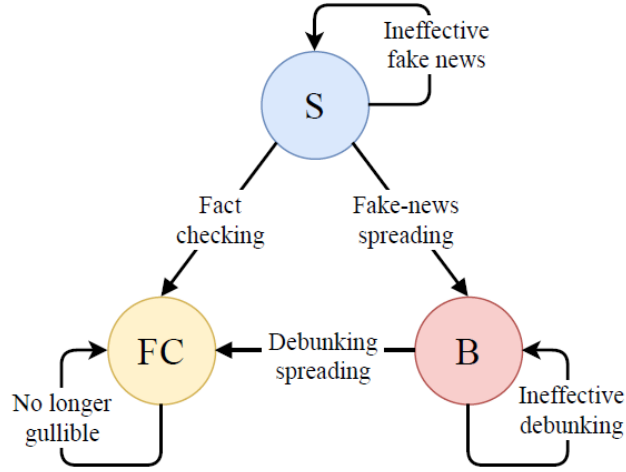 Ineffective
fake news
S
Fact
checking
Fake-news
spreading
FC
Debunking
spreading
B
No longer
gullible
Ineffective
debunking